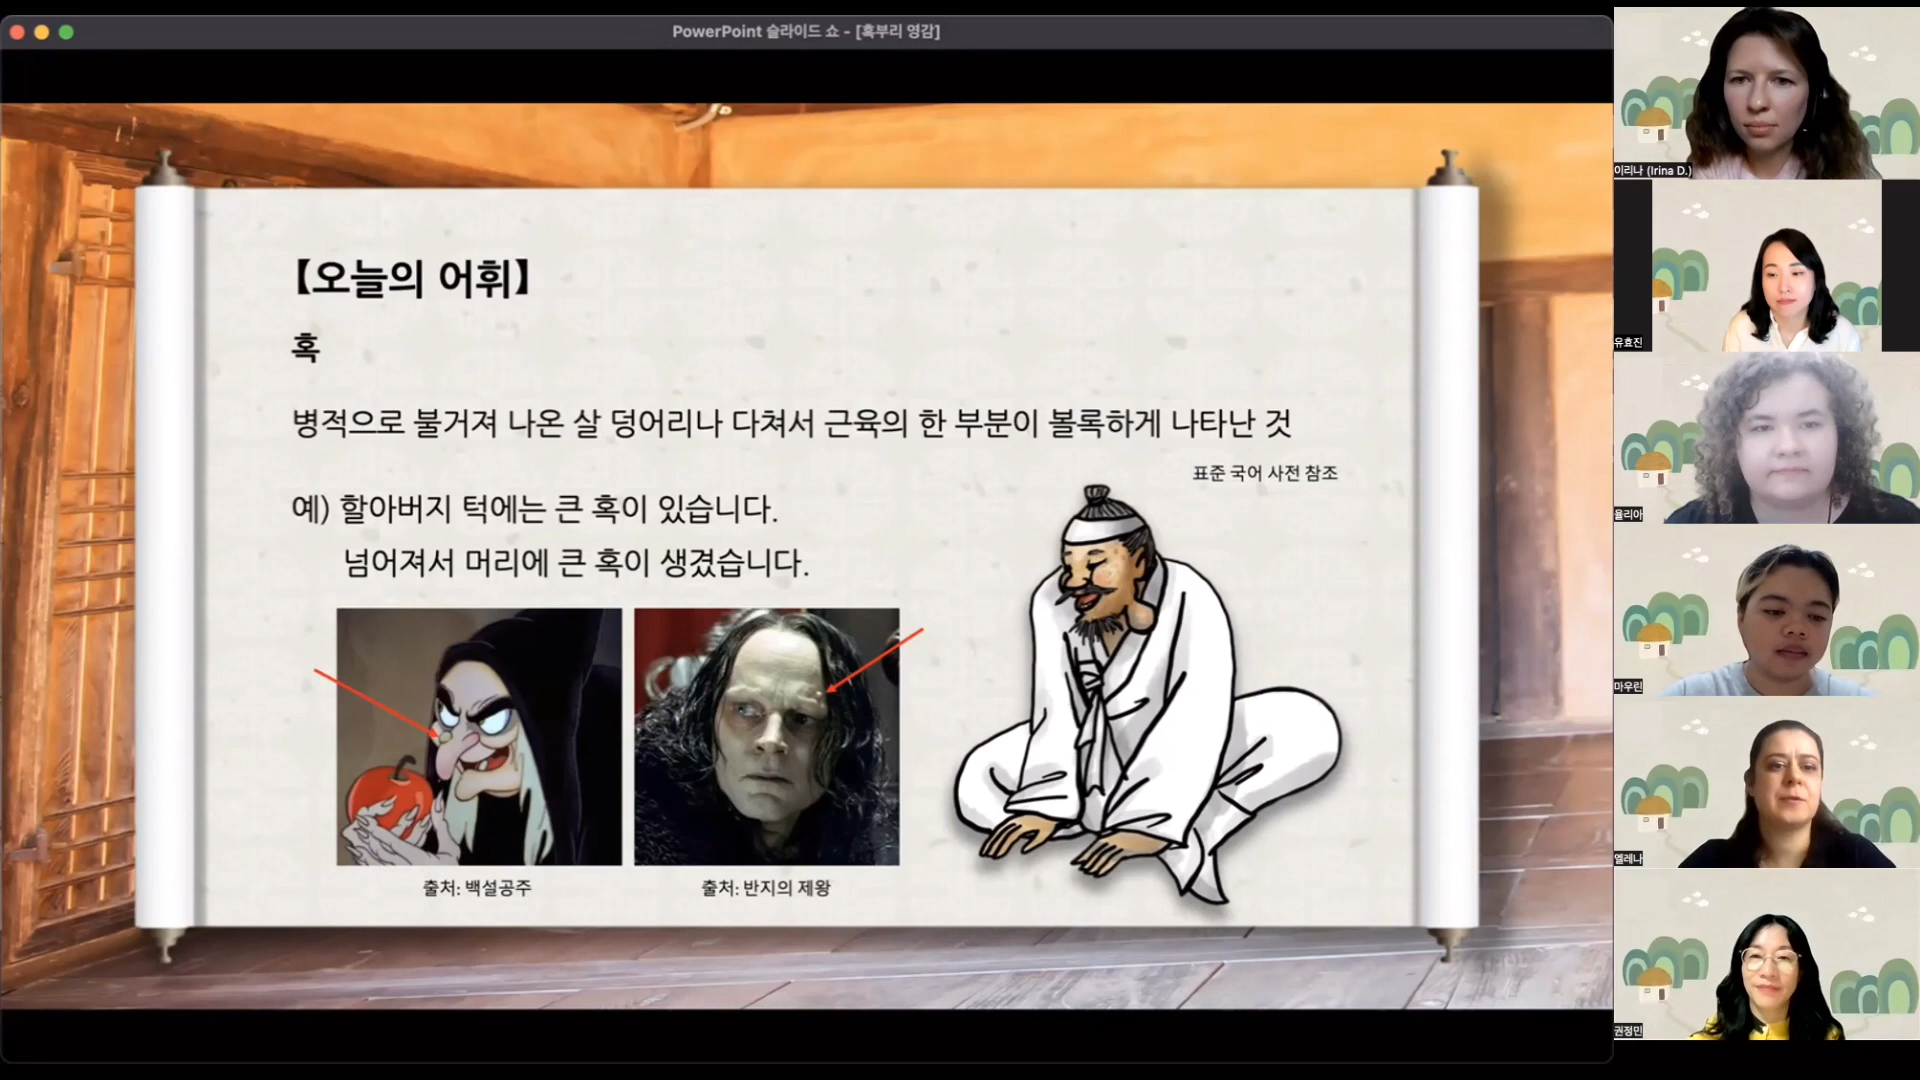 PowerPoint 슬라이드 쇼 - [혹부리 영감]
【오늘의 어휘】
혹
병적으로 불거져 나온 살 덩어리나 다쳐서 근육의 한 부분이 볼록하게 나타난 것
표준 국어 사전 참조
예) 할아버지 턱에는 큰 혹이 있습니다.
넘어져서 머리에 큰 혹이 생겼습니다.
출처: 백설공주
출처: 반지의 제왕
이리나 (Irina D.)
유효진
율리아
마우린
엘레나
권정민